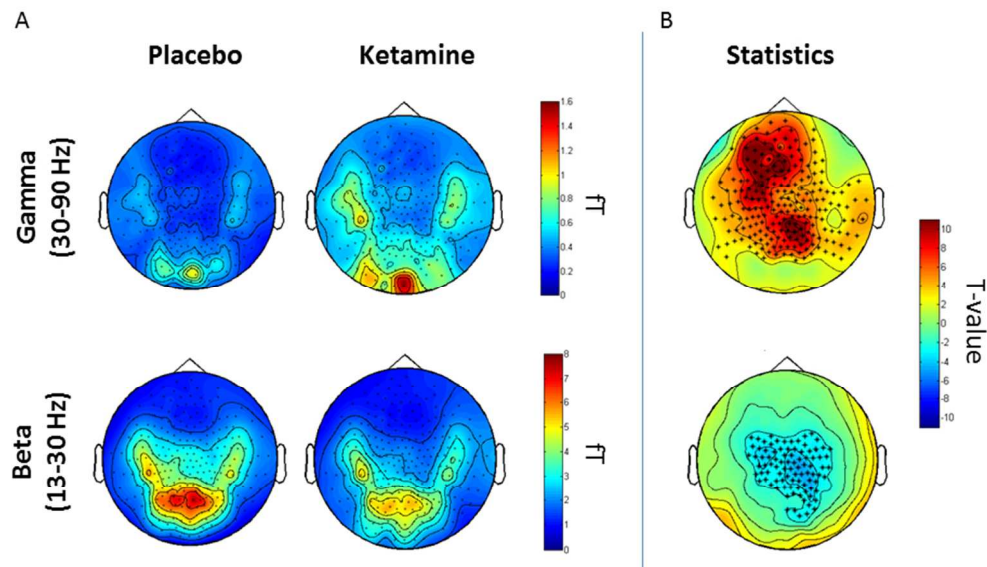 A
B
Placebo
Ketamine
Statistics
Gamma
(30-90 Hz)
1.6
1.4
1.2
1
0.8
0.6
0.4
0.2
0
fT
Beta
(13-30 Hz)
8
7
6
5
4
3
2
1
0
fT
10
8
6
4
2
0
-2
-4
-6
-8
-10
T-value